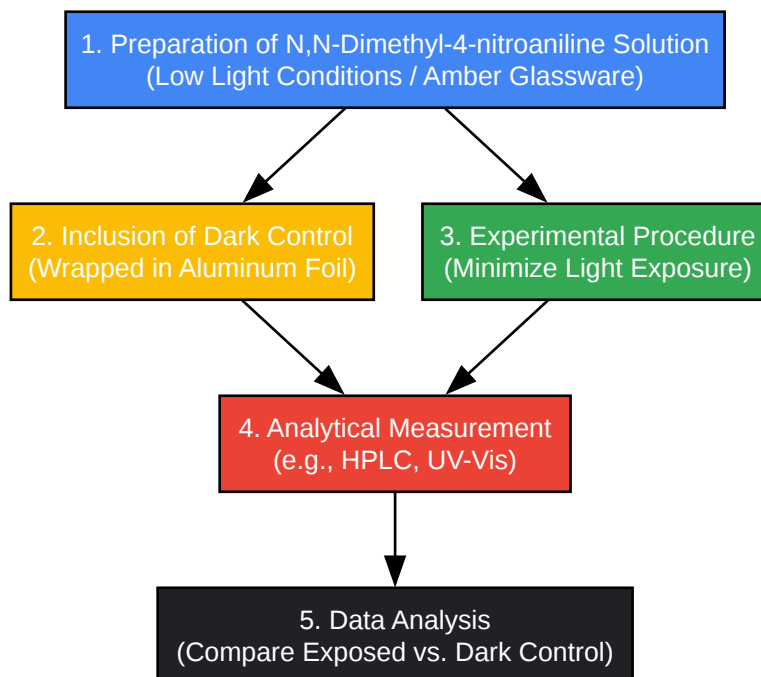 1. Preparation of N,N-Dimethyl-4-nitroaniline Solution
(Low Light Conditions / Amber Glassware)
2. Inclusion of Dark Control
(Wrapped in Aluminum Foil)
3. Experimental Procedure
(Minimize Light Exposure)
4. Analytical Measurement
(e.g., HPLC, UV-Vis)
5. Data Analysis
(Compare Exposed vs. Dark Control)